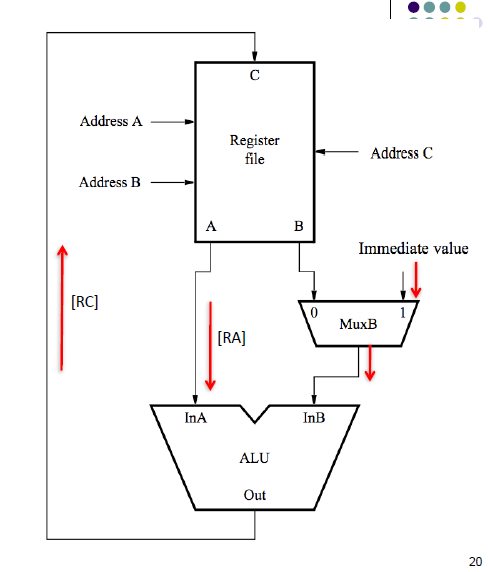 C
Address A
Register
file
Address C
Address B
A
B
Immediate value
[RC]
0
1
MuxB
[RA]
InA
InB
ALU
Out
20